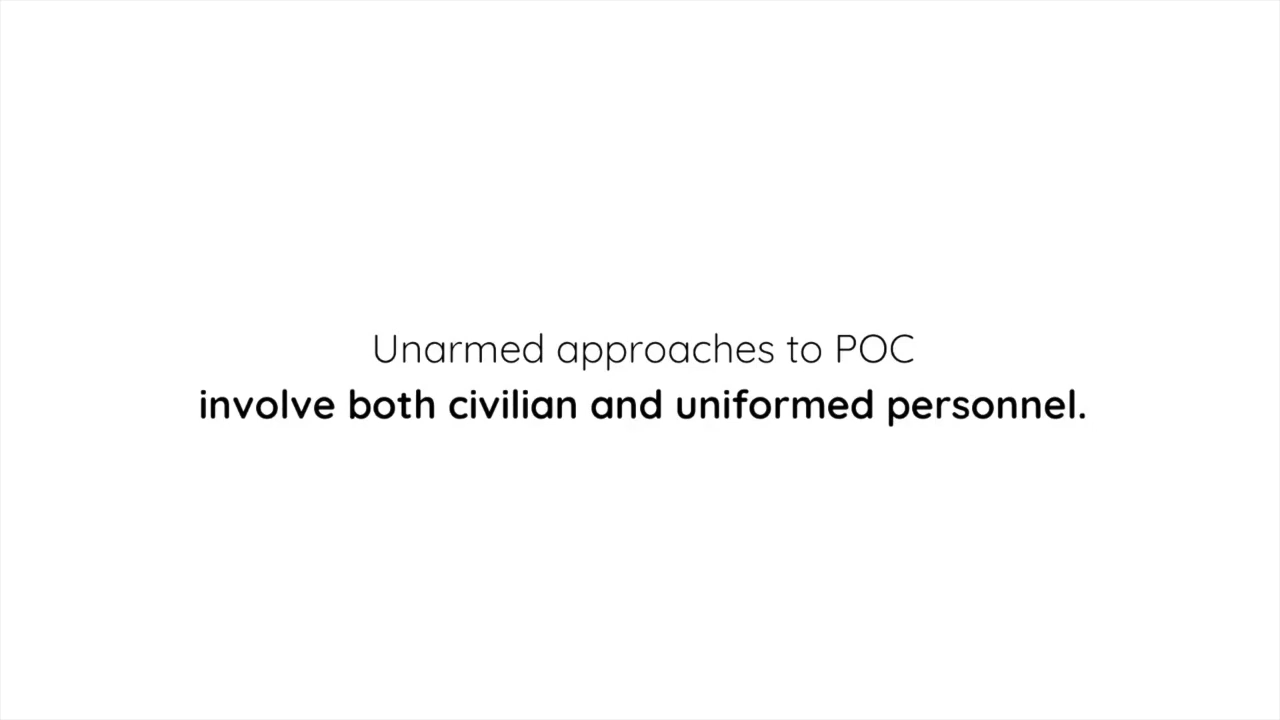 Unarmed approaches to POC
involve both civilian and uniformed personnel.